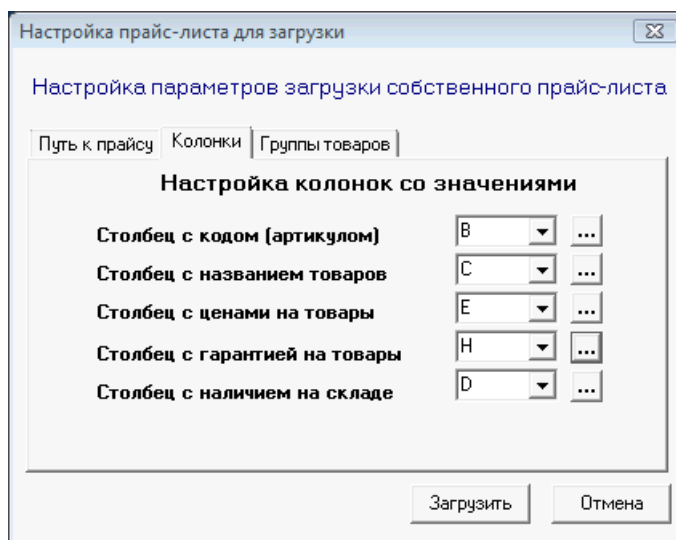 Настройка прайс-листа для загрузки
Настройка параметров загрузки собственного прайс-листа
Путь к прайсу Колонки Группы товаров
Настройка колонок со значениями
Столбец с кодом (артикулом) B ...
Столбец с названием товаров C ...
Столбец с ценами на товары E ...
Столбец с гарантией на товары H ...
Столбец с наличием на складе D ...
Загрузить Отмена